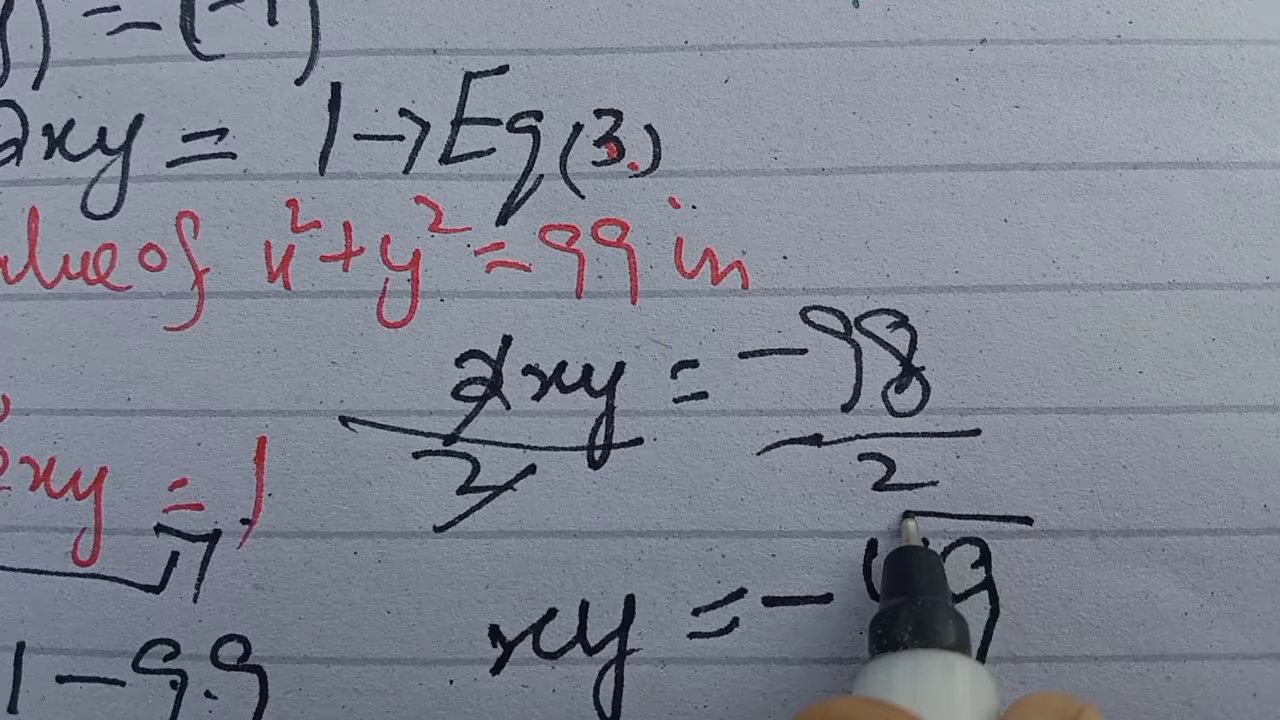 ) = (-1)
2xy = 1 → Eq(3.)
value of x² + y² = 99 in
2xy = 1
2xy/2 = -98/2
1 - 99
xy = -49